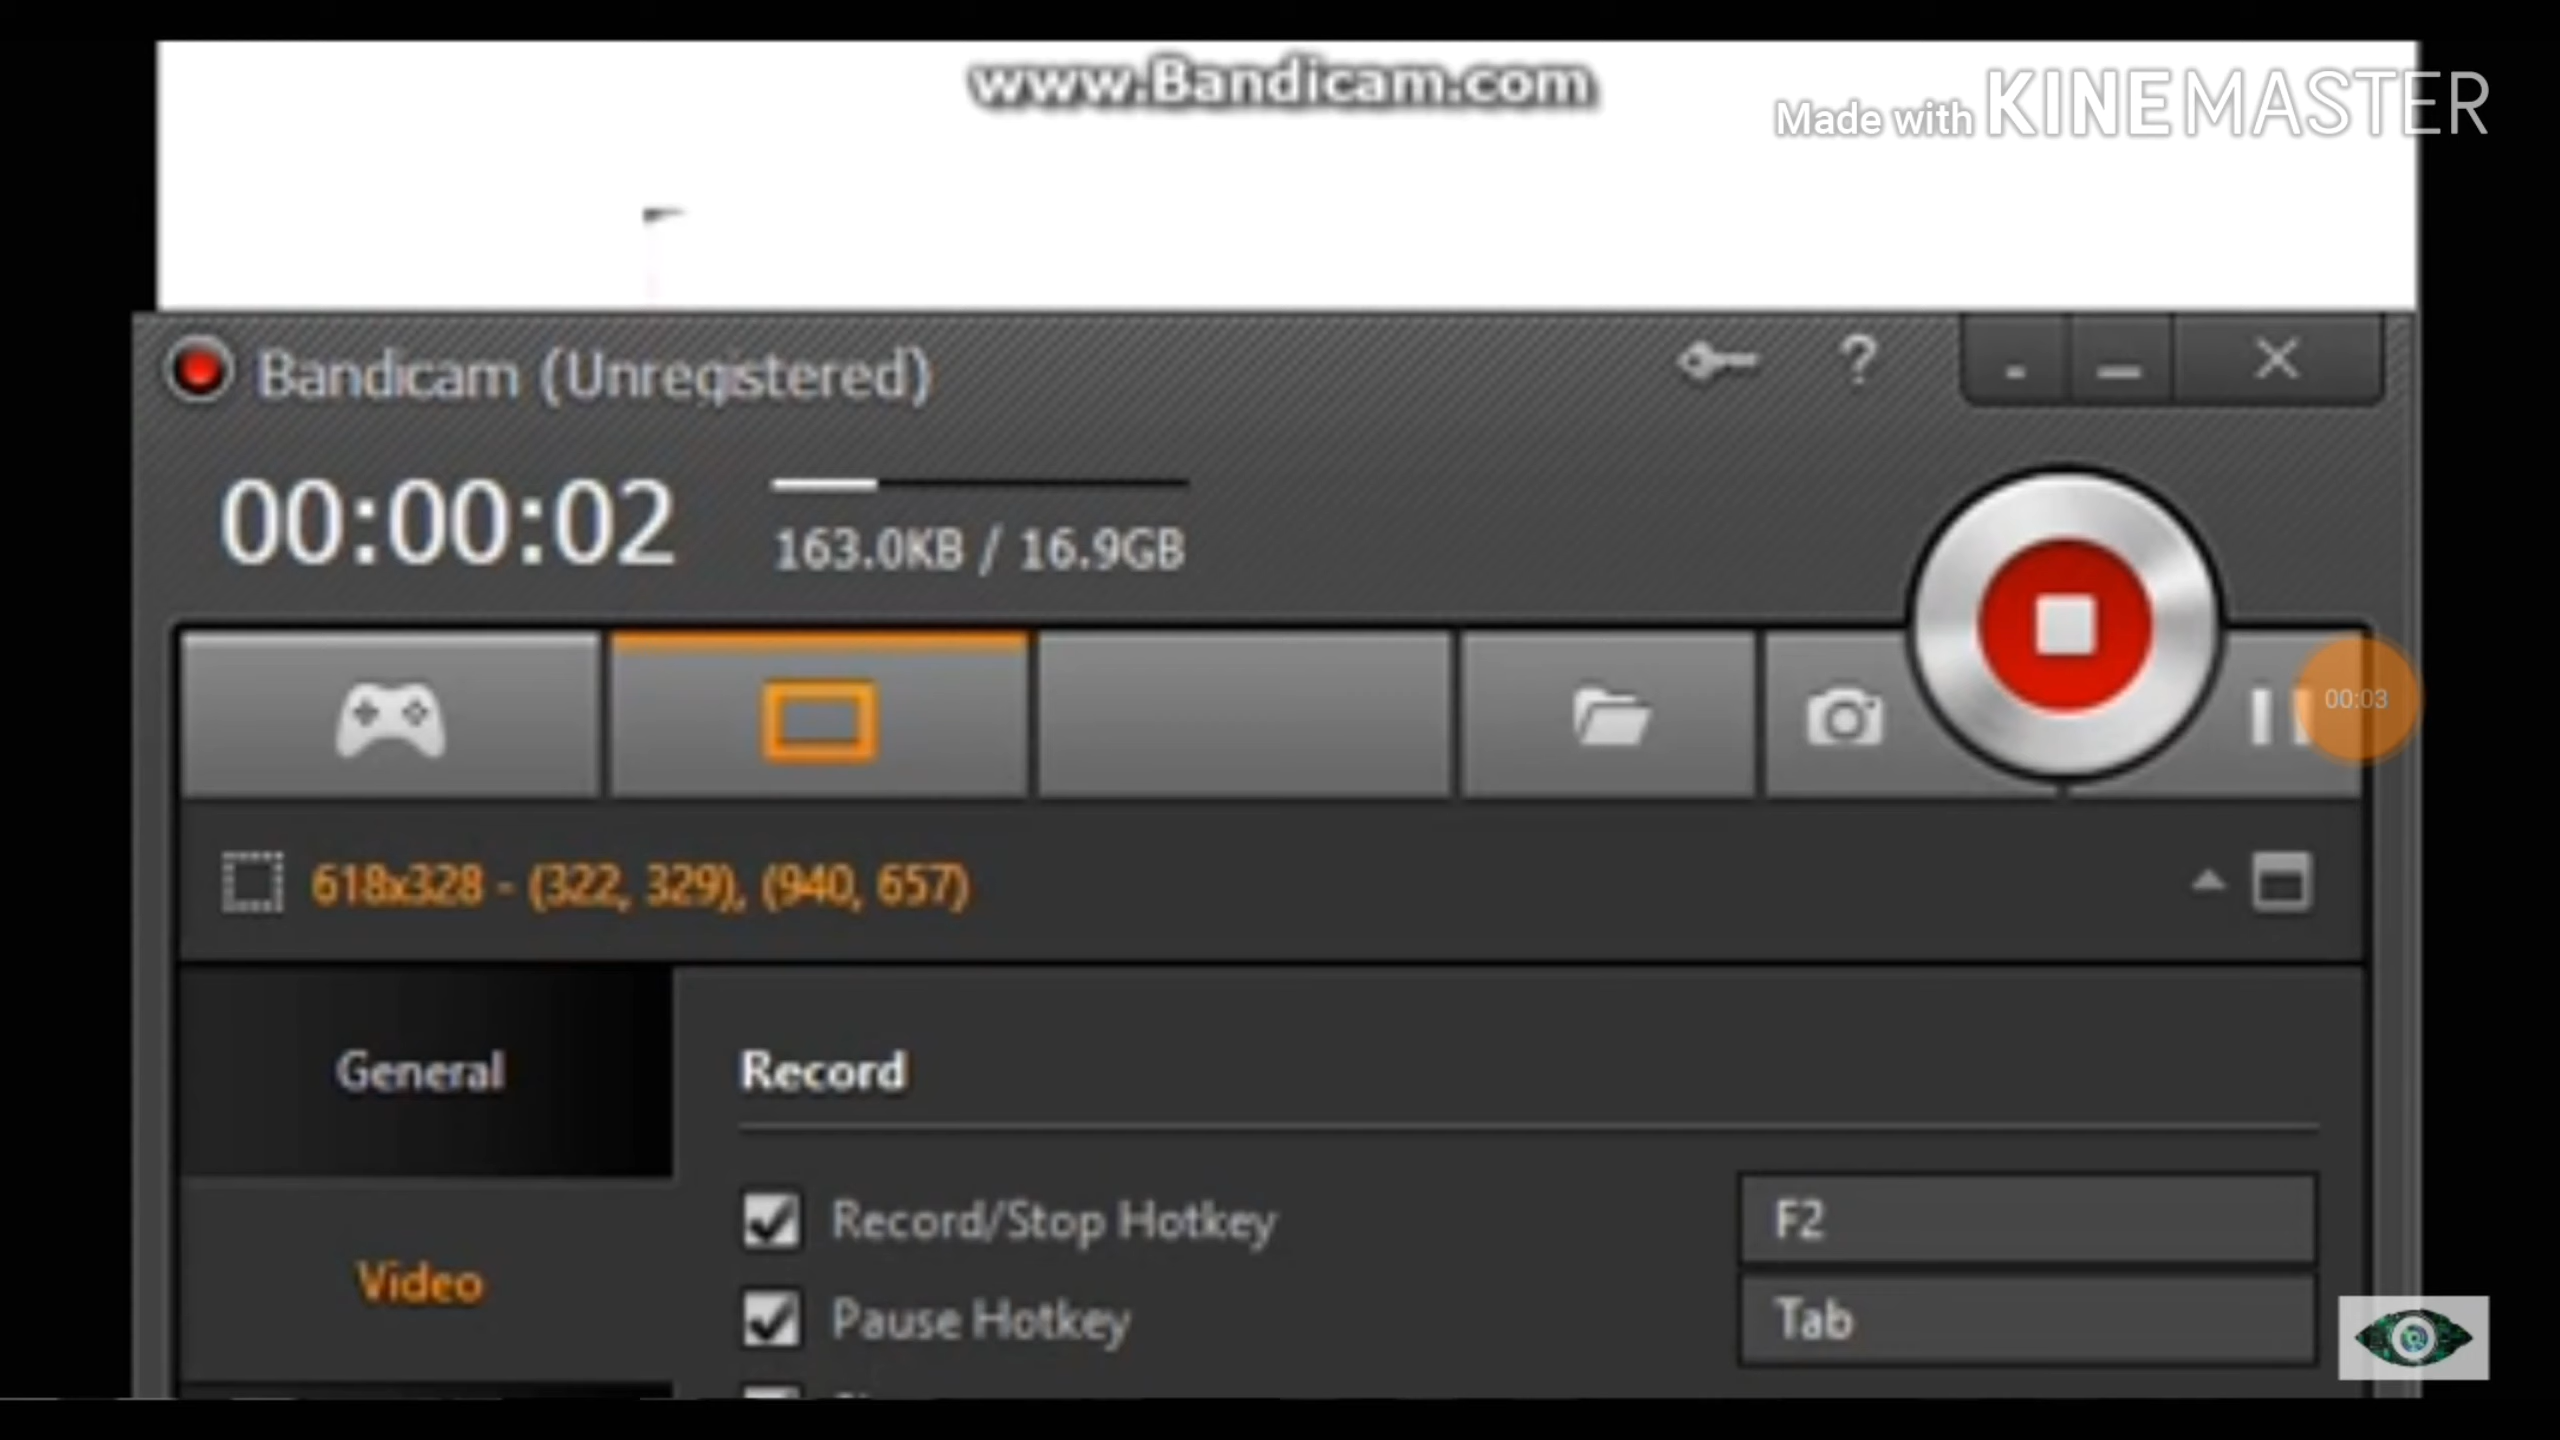 www.Bandicam.com
Made with KINEMASTER
Bandicam (Unregistered)
00:00:02
163.0KB / 16.9GB
00:03
618x328 - (322, 329), (940, 657)
General
Record
Record/Stop Hotkey
F2
Video
Pause Hotkey
Tab